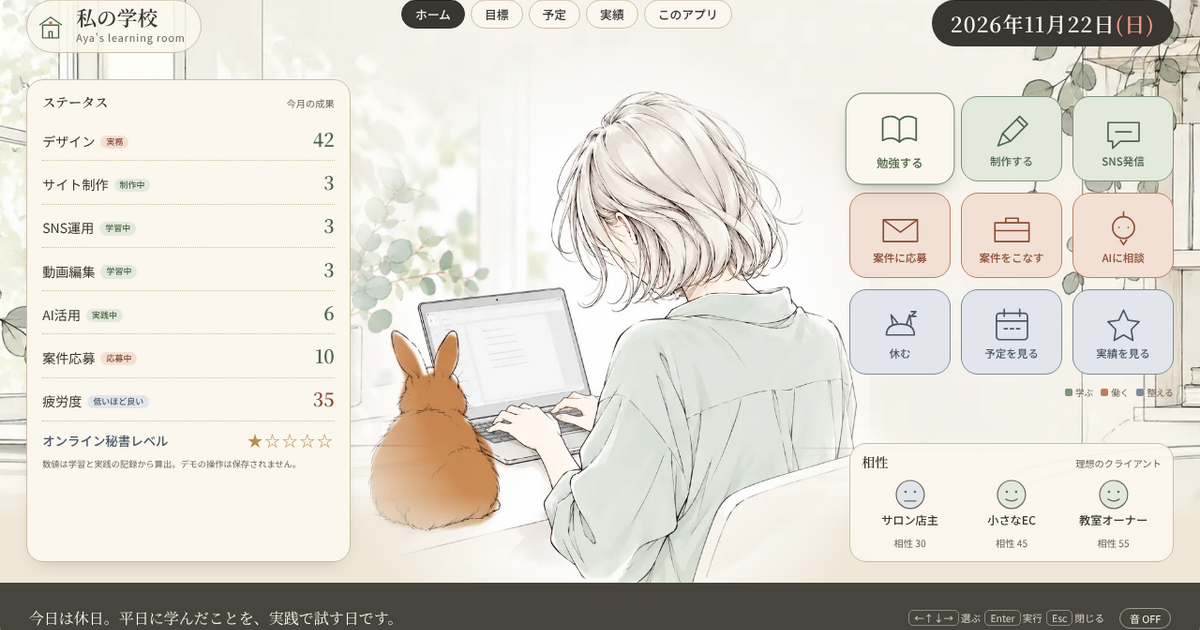 私の学校
Aya's learning room
ホーム
目標
予定
実績
このアプリ
2026年11月22日(日)
ステータス
今月の成果
デザイン 実務 42
サイト制作 制作中 3
SNS運用 学習中 3
動画編集 学習中 3
AI活用 実践中 6
案件応募 応募中 10
疲労度 低いほど良い 35
オンライン秘書レベル ★☆☆☆☆
数値は学習と実践の記録から算出。デモの操作は保存されません。
勉強する
制作する
SNS発信
案件に応募
案件をこなす
AIに相談
休む
予定を見る
実績を見る
学ぶ 働く 整える
相性
理想のクライアント
サロン店主
小さなEC
教室オーナー
相性 30
相性 45
相性 55
今日は休日。平日に学んだことを、実践で試す日です。
←↑↓→ 選ぶ Enter 実行 Esc 閉じる
音 OFF